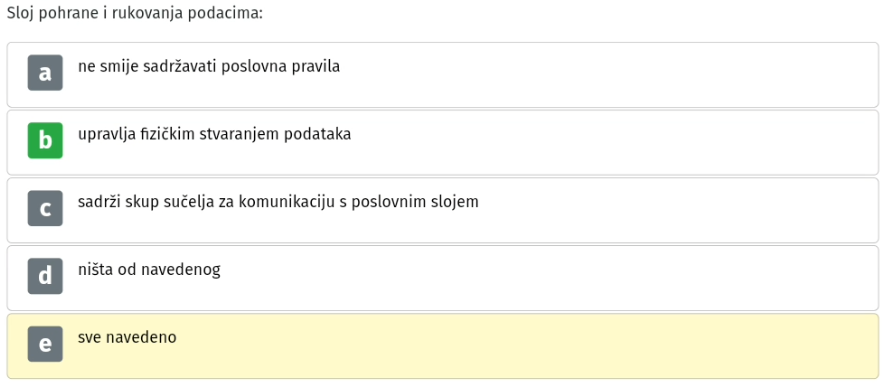 Sloj pohrane i rukovanja podacima:
a ne smije sadržavati poslovna pravila
b upravlja fizičkim stvaranjem podataka
c sadrži skup sučelja za komunikaciju s poslovnim slojem
d ništa od navedenog
e sve navedeno